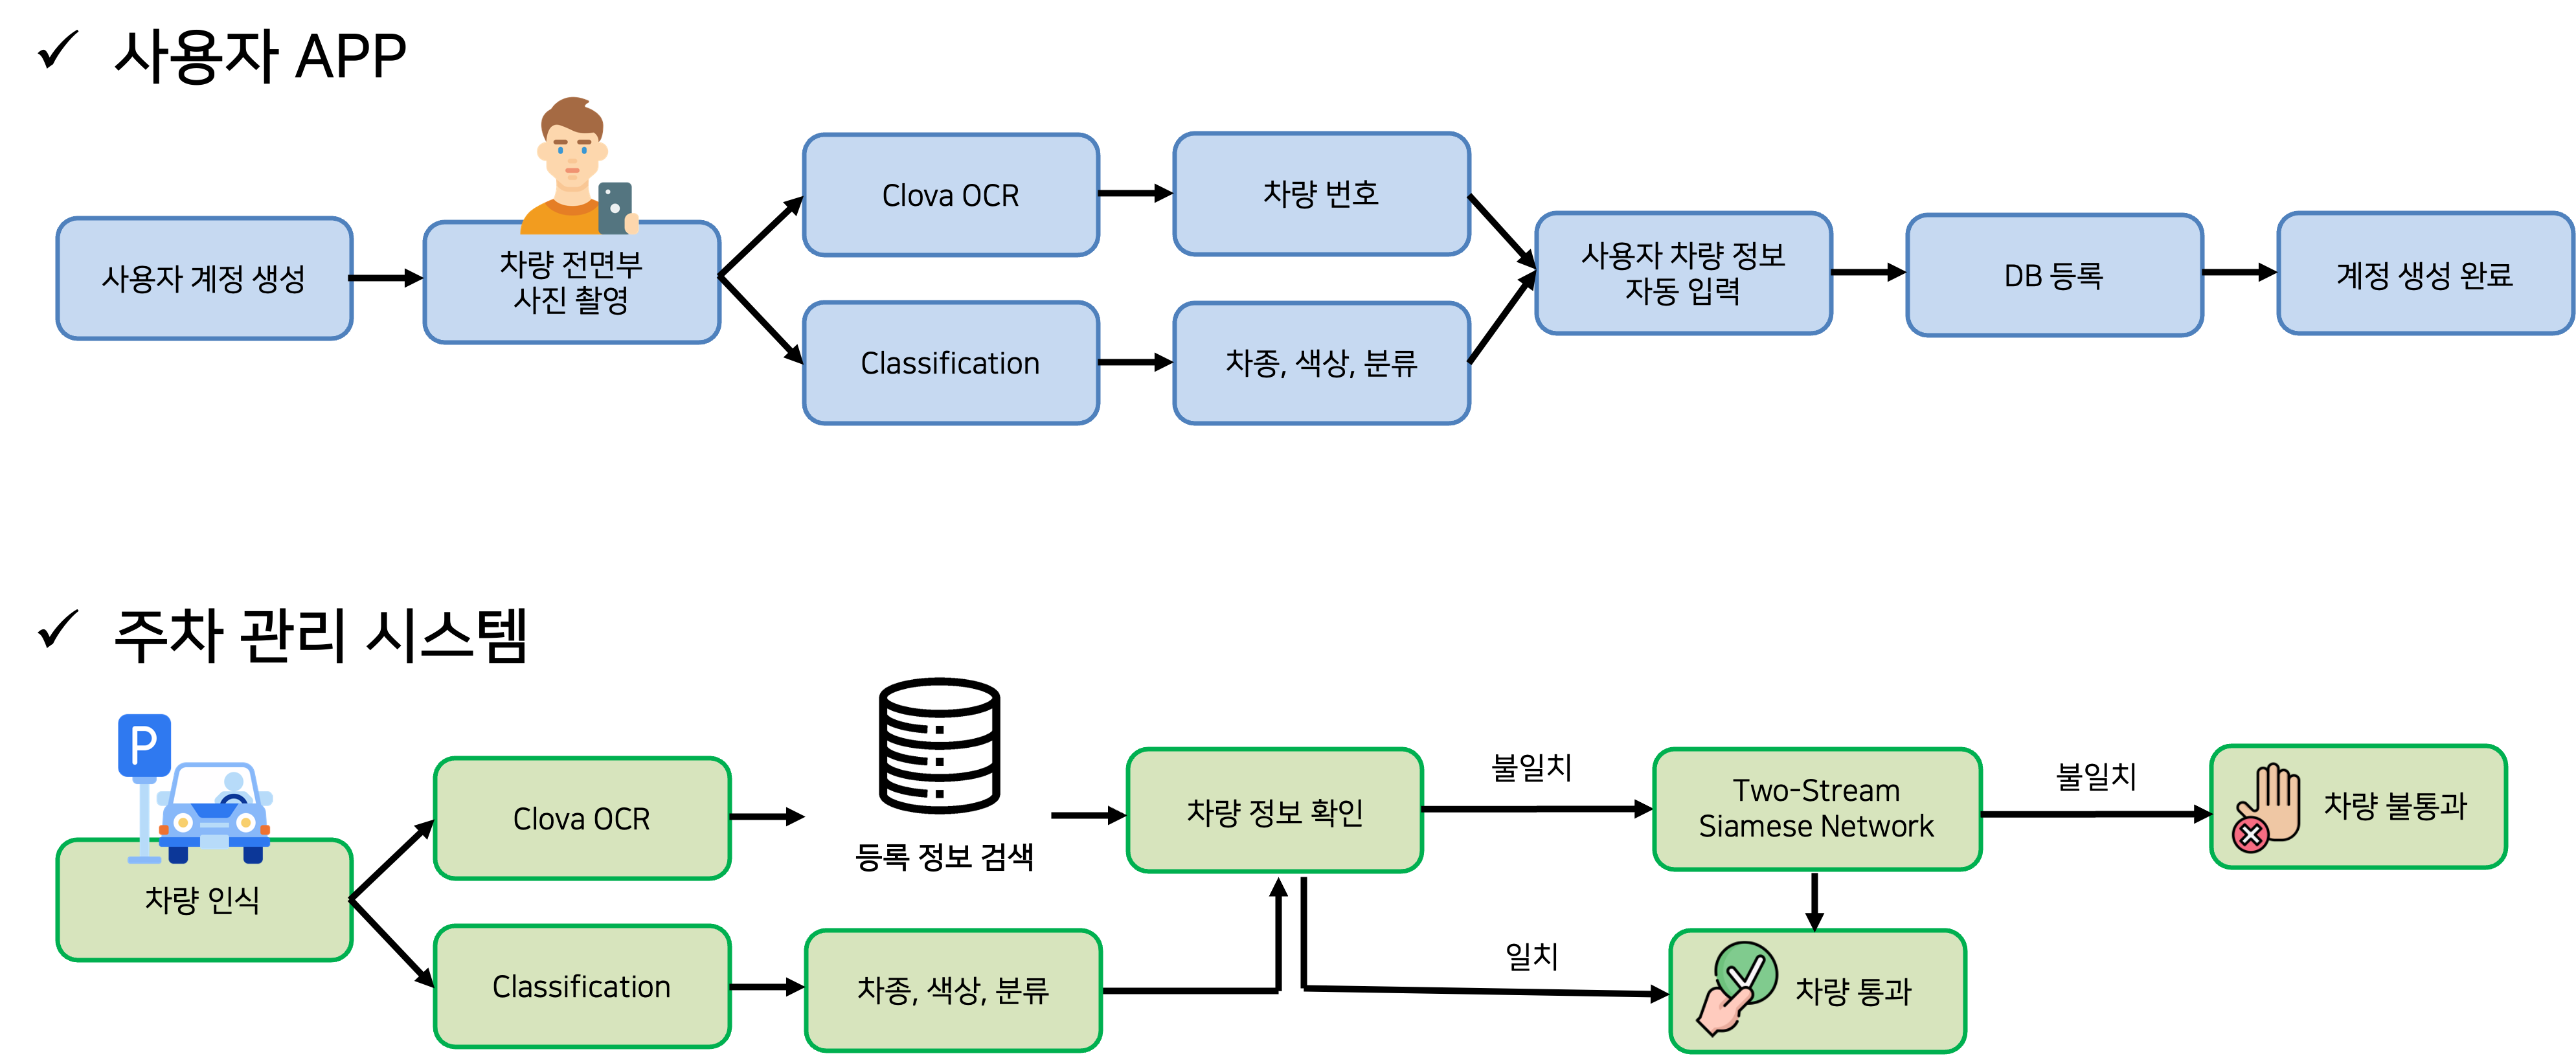 ✓ 사용자 APP
사용자 계정 생성
차량 전면부
사진 촬영
Clova OCR
차량 번호
Classification
차종, 색상, 분류
사용자 차량 정보
자동 입력
DB 등록
계정 생성 완료
✓ 주차 관리 시스템
P
차량 인식
Clova OCR
등록 정보 검색
Classification
차종, 색상, 분류
차량 정보 확인
불일치
Two-Stream
Siamese Network
불일치
차량 불통과
일치
차량 통과